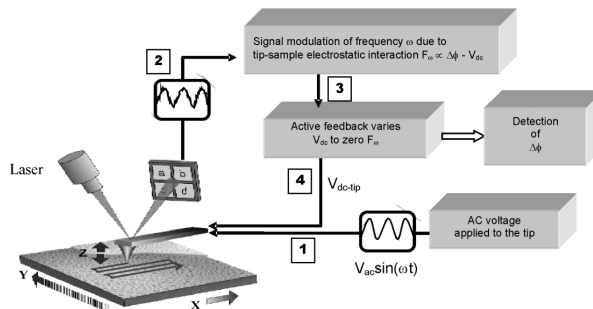 2
Signal modulation of frequency ω due to
tip-sample electrostatic interaction Fω ∝ Δϕ - Vdc
3
Active feedback varies
Vdc to zero Fω
Detection
of
Δϕ
a b
c d
Laser
4
Vdc-tip
1
AC voltage
applied to the tip
Vacsin(ωt)
Z
Y
X